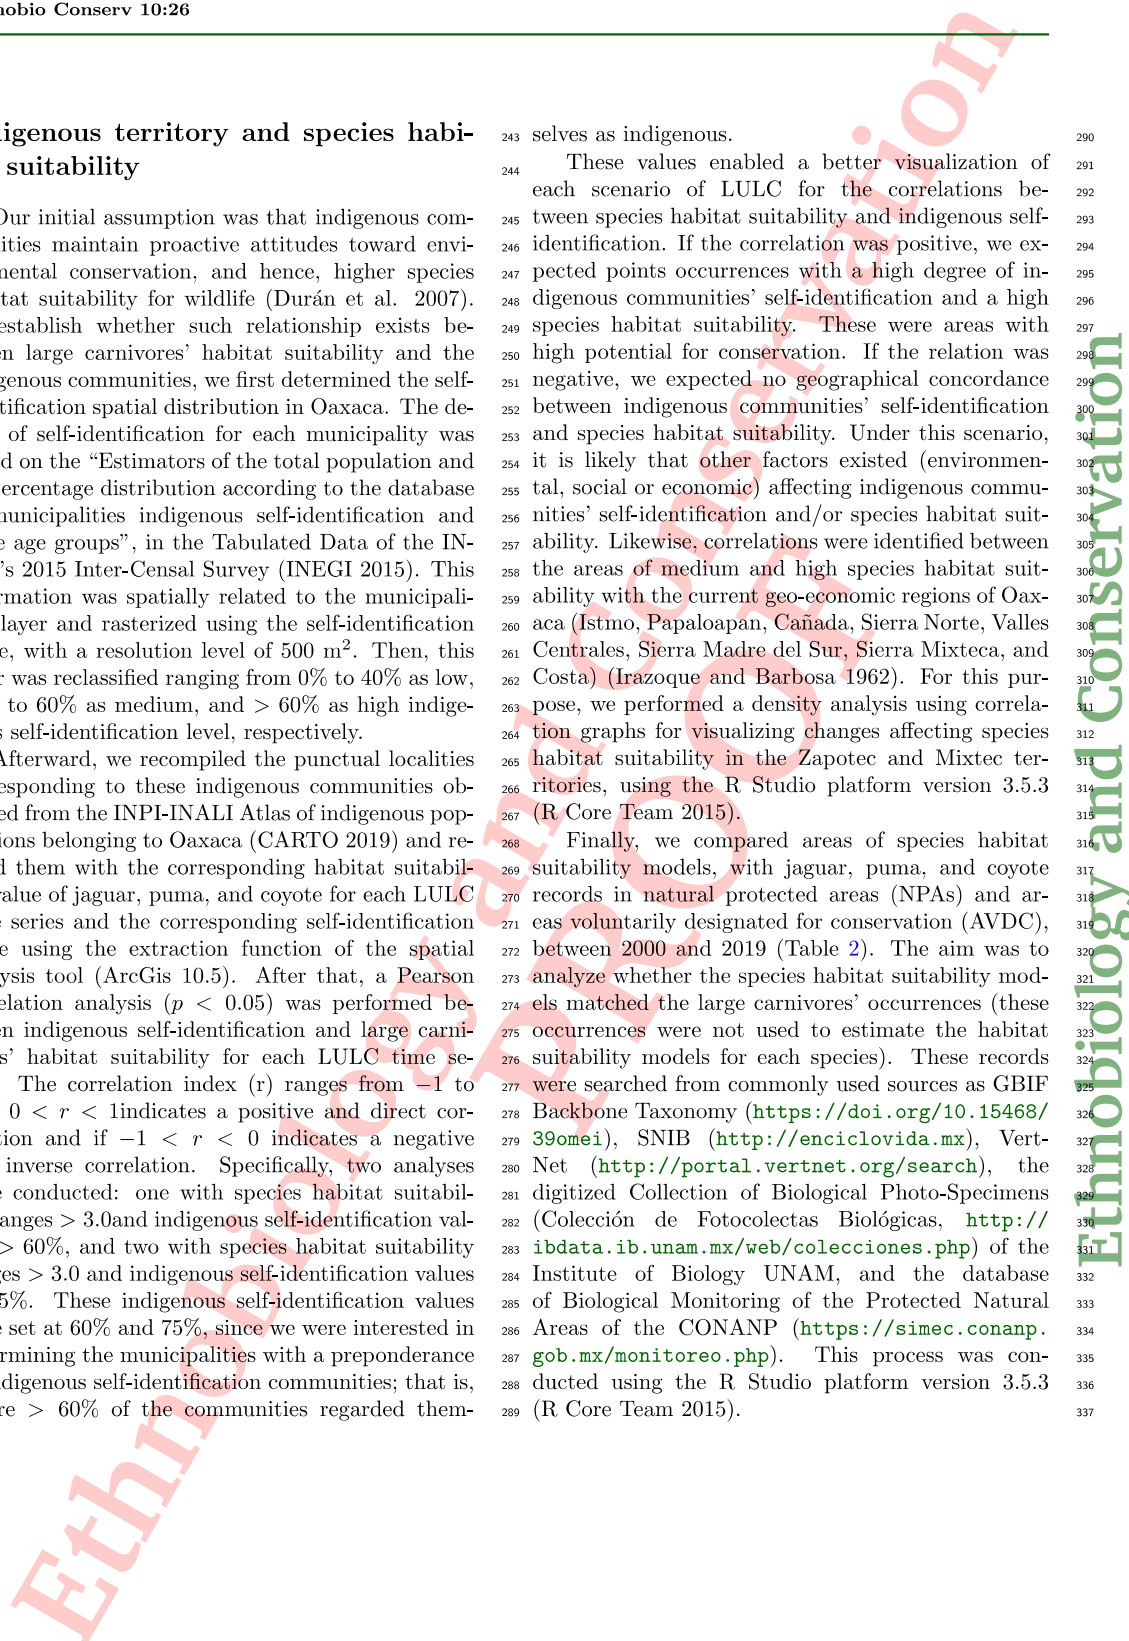 nobio Conserv 10:26
ligenous territory and species habi-
suitability
Our initial assumption was that indigenous com-
ities maintain proactive attitudes toward envi-
mental conservation, and hence, higher species
tat suitability for wildlife (Durán et al. 2007).
establish whether such relationship exists be-
en large carnivores' habitat suitability and the
genous communities, we first determined the self-
tification spatial distribution in Oaxaca. The de-
of self-identification for each municipality was
d on the “Estimators of the total population and
ercentage distribution according to the database
municipalities indigenous self-identification and
e age groups”, in the Tabulated Data of the IN-
's 2015 Inter-Censal Survey (INEGI 2015). This
rmation was spatially related to the municipali-
layer and rasterized using the self-identification
e, with a resolution level of 500 m². Then, this
r was reclassified ranging from 0% to 40% as low,
to 60% as medium, and > 60% as high indige-
s self-identification level, respectively.
Afterward, we recompiled the punctual localities
esponding to these indigenous communities ob-
ed from the INPI-INALI Atlas of indigenous pop-
ions belonging to Oaxaca (CARTO 2019) and re-
d them with the corresponding habitat suitabil-
value of jaguar, puma, and coyote for each LULC
e series and the corresponding self-identification
e using the extraction function of the spatial
ysis tool (ArcGis 10.5). After that, a Pearson
elation analysis (p < 0.05) was performed be-
en indigenous self-identification and large carni-
s' habitat suitability for each LULC time se-
The correlation index (r) ranges from −1 to
f 0 < r < 1indicates a positive and direct cor-
tion and if −1 < r < 0 indicates a negative
inverse correlation. Specifically, two analyses
e conducted: one with species habitat suitabil-
anges > 3.0and indigenous self-identification val-
> 60%, and two with species habitat suitability
ges > 3.0 and indigenous self-identification values
5%. These indigenous self-identification values
e set at 60% and 75%, since we were interested in
ermining the municipalities with a preponderance
ndigenous self-identification communities; that is,
re > 60% of the communities regarded them-
243
244
245
246
247
248
249
250
251
252
253
254
255
256
257
258
259
260
261
262
263
264
265
266
267
268
269
270
271
272
273
274
275
276
277
278
279
280
281
282
283
284
285
286
287
288
289
selves as indigenous.
These values enabled a better visualization of
each scenario of LULC for the correlations be-
tween species habitat suitability and indigenous self-
identification. If the correlation was positive, we ex-
pected points occurrences with a high degree of in-
digenous communities' self-identification and a high
species habitat suitability. These were areas with
high potential for conservation. If the relation was
negative, we expected no geographical concordance
between indigenous communities' self-identification
and species habitat suitability. Under this scenario,
it is likely that other factors existed (environmen-
tal, social or economic) affecting indigenous commu-
nities' self-identification and/or species habitat suit-
ability. Likewise, correlations were identified between
the areas of medium and high species habitat suit-
ability with the current geo-economic regions of Oax-
aca (Istmo, Papaloapan, Cañada, Sierra Norte, Valles
Centrales, Sierra Madre del Sur, Sierra Mixteca, and
Costa) (Irazoque and Barbosa 1962). For this pur-
pose, we performed a density analysis using correla-
tion graphs for visualizing changes affecting species
habitat suitability in the Zapotec and Mixtec ter-
ritories, using the R Studio platform version 3.5.3
(R Core Team 2015).
Finally, we compared areas of species habitat
suitability models, with jaguar, puma, and coyote
records in natural protected areas (NPAs) and ar-
eas voluntarily designated for conservation (AVDC),
between 2000 and 2019 (Table 2). The aim was to
analyze whether the species habitat suitability mod-
els matched the large carnivores' occurrences (these
occurrences were not used to estimate the habitat
suitability models for each species). These records
were searched from commonly used sources as GBIF
Backbone Taxonomy (https://doi.org/10.15468/
39omei), SNIB (http://enciclovida.mx), Vert-
Net (http://portal.vertnet.org/search), the
digitized Collection of Biological Photo-Specimens
(Colección de Fotocolectas Biológicas, http://
ibdata.ib.unam.mx/web/colecciones.php) of the
Institute of Biology UNAM, and the database
of Biological Monitoring of the Protected Natural
Areas of the CONANP (https://simec.conanp.
gob.mx/monitoreo.php). This process was con-
ducted using the R Studio platform version 3.5.3
(R Core Team 2015).
290
291
292
293
294
295
296
297
298
299
300
301
302
303
304
305
306
307
308
309
310
311
312
313
314
315
316
317
318
319
320
321
322
323
324
325
326
327
328
329
330
331
332
333
334
335
336
337
Ethnobiology and Conservation
Ethnobiology and Conservation
PROOF